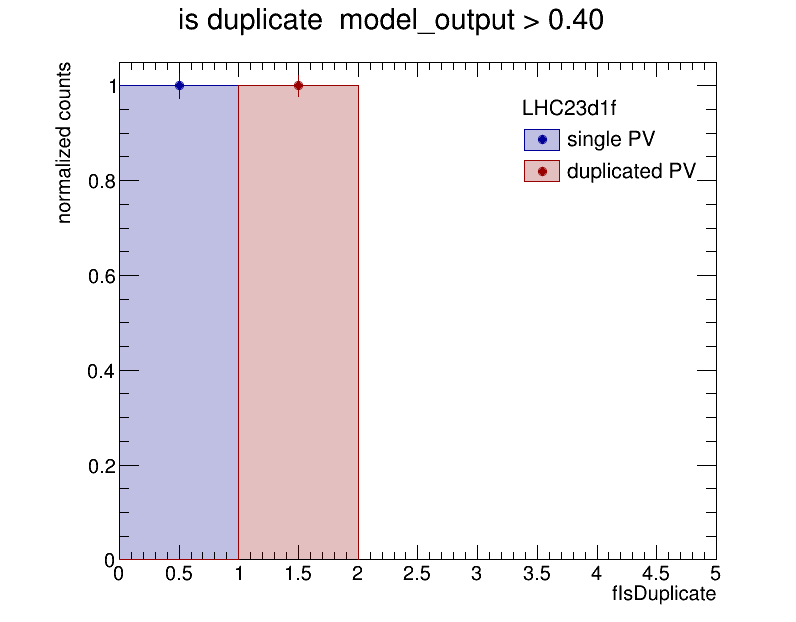 is duplicate  model_output > 0.40
normalized counts
1
0.8
0.6
0.4
0.2
0
LHC23d1f
single PV
duplicated PV
0 0.5 1 1.5 2 2.5 3 3.5 4 4.5 5
fIsDuplicate